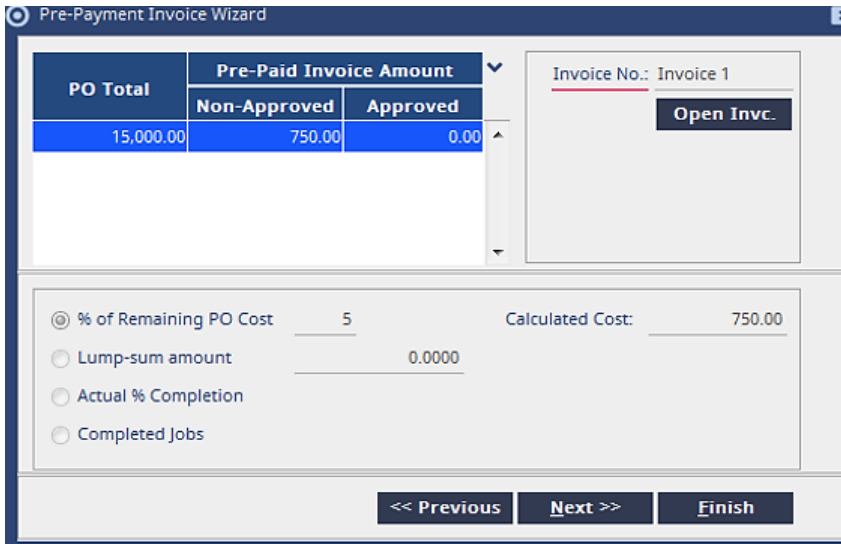 Pre-Payment Invoice Wizard
PO Total
Pre-Paid Invoice Amount
Non-Approved Approved
15,000.00 750.00 0.00
Invoice No.: Invoice 1
Open Invc.
% of Remaining PO Cost 5 Calculated Cost: 750.00
Lump-sum amount 0.0000
Actual % Completion
Completed Jobs
<< Previous Next >> Finish